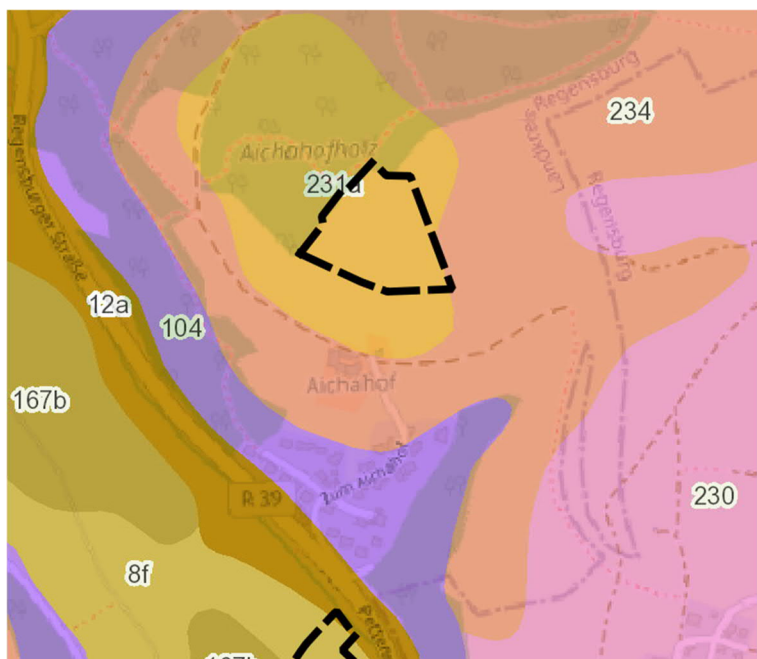 Regensburg
234
Landkreis
Regensburg
Aichahofholz
231a
Regensburger Straße
12a
104
Aichahof
167b
Zum Aichahof
R 39
230
8f